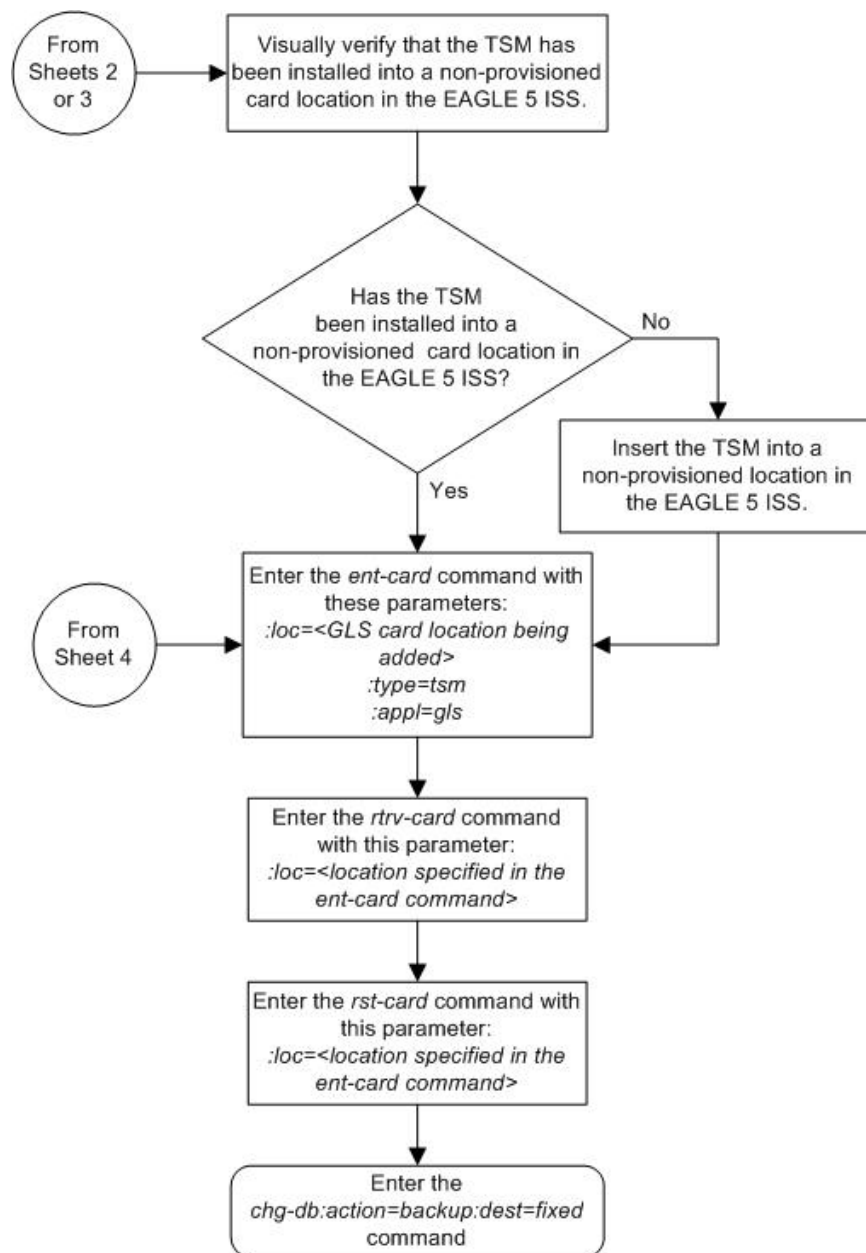 From
Sheets 2
or 3
Visually verify that the TSM has
been installed into a non-provisioned
card location in the EAGLE 5 ISS.
Has the TSM
been installed into a
non-provisioned card location in
the EAGLE 5 ISS?
No
Insert the TSM into a
non-provisioned location in
the EAGLE 5 ISS.
Yes
From
Sheet 4
Enter the ent-card command with
these parameters:
:loc=<GLS card location being
added>
:type=tsm
:appl=gls
Enter the rtrv-card command
with this parameter:
:loc=<location specified in the
ent-card command>
Enter the rst-card command with
this parameter:
:loc=<location specified in the
ent-card command>
Enter the
chg-db:action=backup:dest=fixed
command